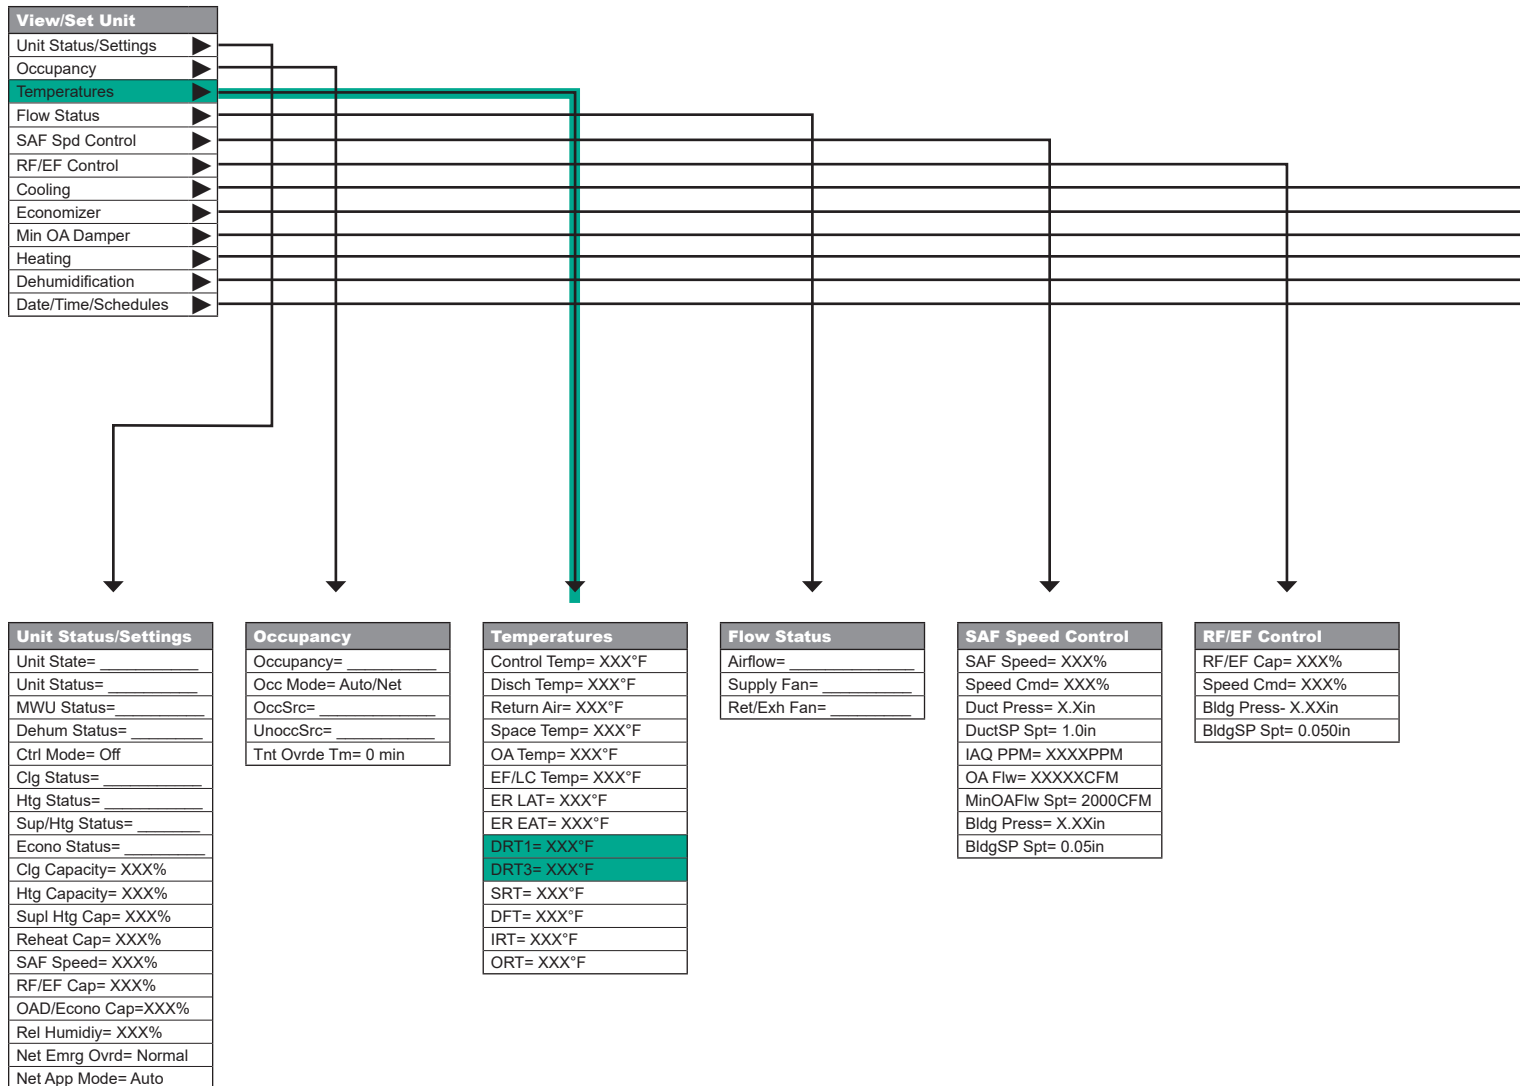 View/Set Unit
Unit Status/Settings
Occupancy
Temperatures
Flow Status
SAF Spd Control
RF/EF Control
Cooling
Economizer
Min OA Damper
Heating
Dehumidification
Date/Time/Schedules
Unit Status/Settings
Unit State= ___________
Unit Status= __________
MWU Status=__________
Dehum Status= ________
Ctrl Mode= Off
Clg Status= ___________
Htg Status= ___________
Sup/Htg Status= _______
Econo Status= _________
Clg Capacity= XXX%
Htg Capacity= XXX%
Supl Htg Cap= XXX%
Reheat Cap= XXX%
SAF Speed= XXX%
RF/EF Cap= XXX%
OAD/Econo Cap=XXX%
Rel Humidiy= XXX%
Net Emrg Ovrd= Normal
Net App Mode= Auto
Occupancy
Occupancy= __________
Occ Mode= Auto/Net
OccSrc= _____________
UnoccSrc= ___________
Tnt Ovrde Tm= 0 min
Temperatures
Control Temp= XXX°F
Disch Temp= XXX°F
Return Air= XXX°F
Space Temp= XXX°F
OA Temp= XXX°F
EF/LC Temp= XXX°F
ER LAT= XXX°F
ER EAT= XXX°F
DRT1= XXX°F
DRT3= XXX°F
SRT= XXX°F
DFT= XXX°F
IRT= XXX°F
ORT= XXX°F
Flow Status
Airflow= ______________
Supply Fan= __________
Ret/Exh Fan= _________
SAF Speed Control
SAF Speed= XXX%
Speed Cmd= XXX%
Duct Press= X.Xin
DuctSP Spt= 1.0in
IAQ PPM= XXXXPPM
OA Flw= XXXXXCFM
MinOAFlw Spt= 2000CFM
Bldg Press= X.XXin
BldgSP Spt= 0.05in
RF/EF Control
RF/EF Cap= XXX%
Speed Cmd= XXX%
Bldg Press- X.XXin
BldgSP Spt= 0.050in